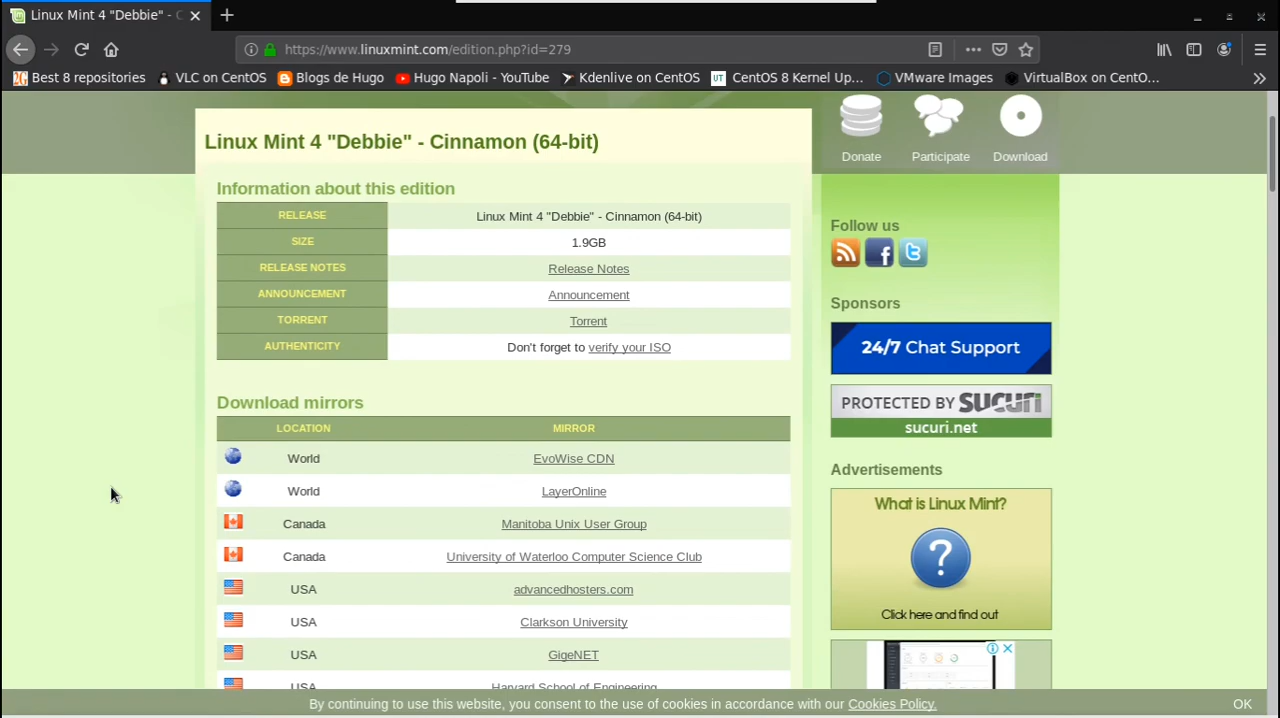 Linux Mint 4 "Debbie" - C
https://www.linuxmint.com/edition.php?id=279
Best 8 repositories
VLC on CentOS
Blogs de Hugo
Hugo Napoli - YouTube
Kdenlive on CentOS
UT
CentOS 8 Kernel Up...
VMware Images
VirtualBox on CentO...
Linux Mint 4 "Debbie" - Cinnamon (64-bit)
Donate
Participate
Download
Information about this edition
RELEASE
Linux Mint 4 "Debbie" - Cinnamon (64-bit)
SIZE
1.9GB
RELEASE NOTES
Release Notes
ANNOUNCEMENT
Announcement
TORRENT
Torrent
AUTHENTICITY
Don't forget to verify your ISO
Download mirrors
LOCATION
MIRROR
World
EvoWise CDN
World
LayerOnline
Canada
Manitoba Unix User Group
Canada
University of Waterloo Computer Science Club
USA
advancedhosters.com
USA
Clarkson University
USA
GigeNET
USA
Harvard School of Engineering
Follow us
Sponsors
24/7 Chat Support
PROTECTED BY SUCURI
sucuri.net
Advertisements
What is Linux Mint?
?
Click here and find out
By continuing to use this website, you consent to the use of cookies in accordance with our Cookies Policy.
OK